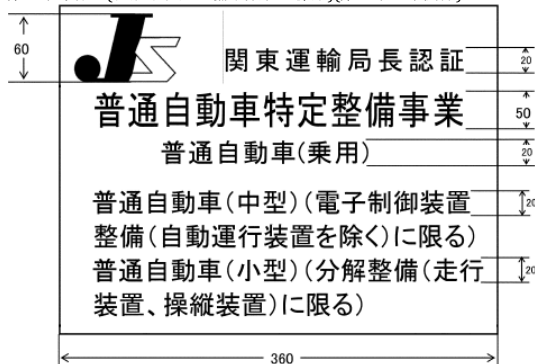 60
JS
関東運輸局長認証
20
普通自動車特定整備事業
50
普通自動車(乗用)
20
普通自動車(中型)(電子制御装置
20
整備(自動運行装置を除く)に限る)
普通自動車(小型)(分解整備(走行
20
装置、操縦装置)に限る)
360